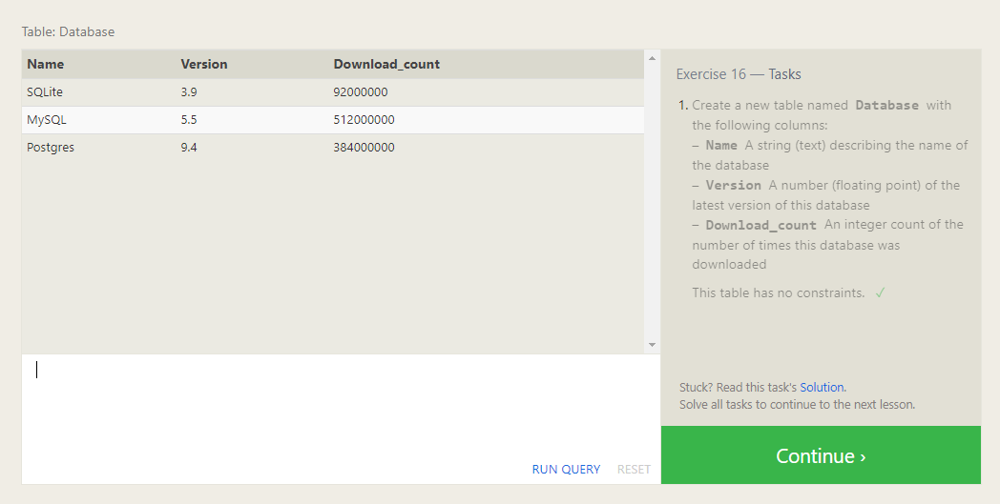 Table: Database
Name Version Download_count
SQLite 3.9 92000000
MySQL 5.5 512000000
Postgres 9.4 384000000
RUN QUERY RESET
Exercise 16 — Tasks
1. Create a new table named Database with
the following columns:
– Name A string (text) describing the name of
the database
– Version A number (floating point) of the
latest version of this database
– Download_count An integer count of the
number of times this database was
downloaded
This table has no constraints. ✓
Stuck? Read this task's Solution.
Solve all tasks to continue to the next lesson.
Continue ›